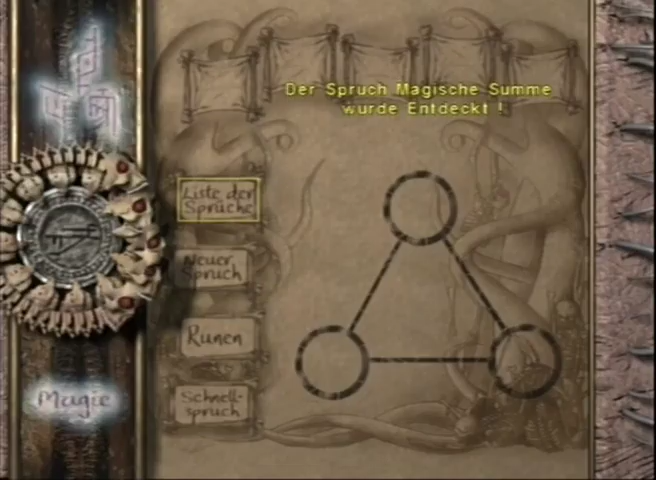 Der Spruch Magische Summe
wurde Entdeckt !
Liste der
Sprüche
Neuer
Spruch
Runen
Schnell-
spruch
Magie